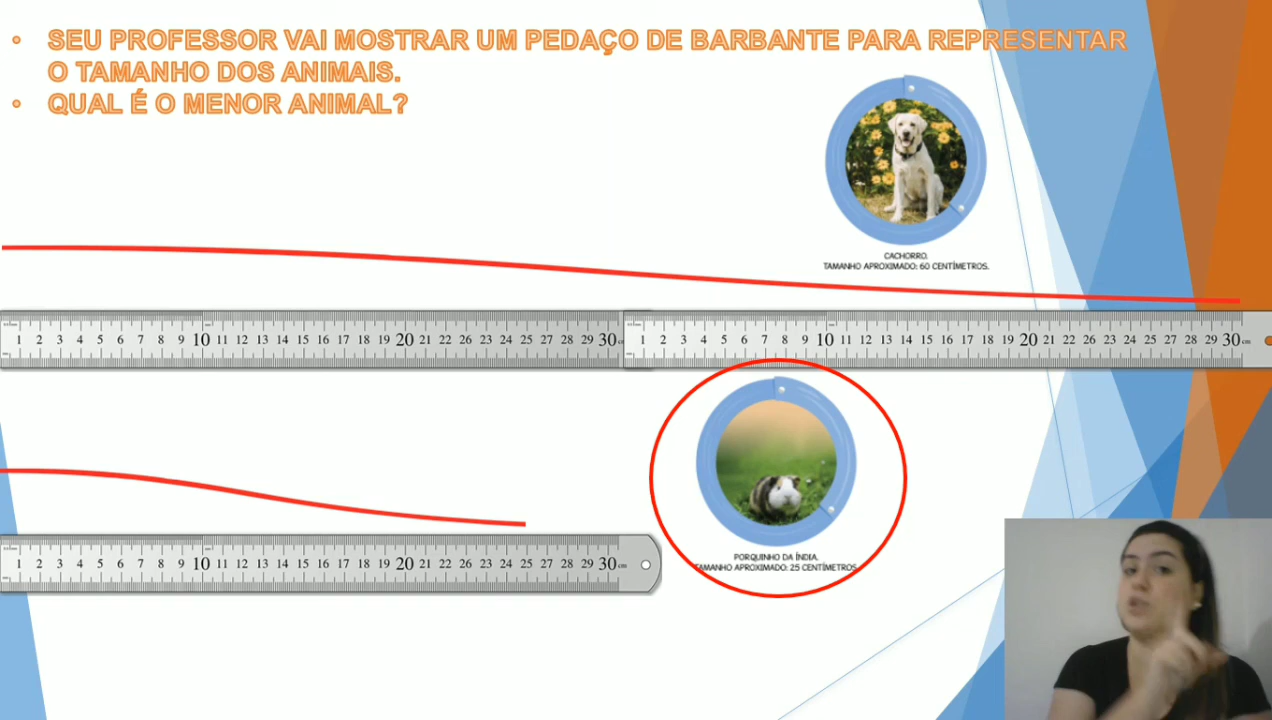 • SEU PROFESSOR VAI MOSTRAR UM PEDAÇO DE BARBANTE PARA REPRESENTAR
O TAMANHO DOS ANIMAIS.
• QUAL É O MENOR ANIMAL?
CACHORRO.
TAMANHO APROXIMADO: 60 CENTÍMETROS.
1 2 3 4 5 6 7 8 9 10 11 12 13 14 15 16 17 18 19 20 21 22 26 23 24 25 27 28 29 30
1 2 3 4 5 6 7 8 9 10 11 12 13 14 15 16 17 18 19 20 21 22 26 23 24 25 27 28 29 30 cm
PORQUINHO DA ÍNDIA.
TAMANHO APROXIMADO: 25 CENTÍMETROS
1 2 3 4 5 6 7 8 9 10 11 12 13 14 15 16 17 18 19 20 21 22 26 23 24 25 27 28 29 30 cm